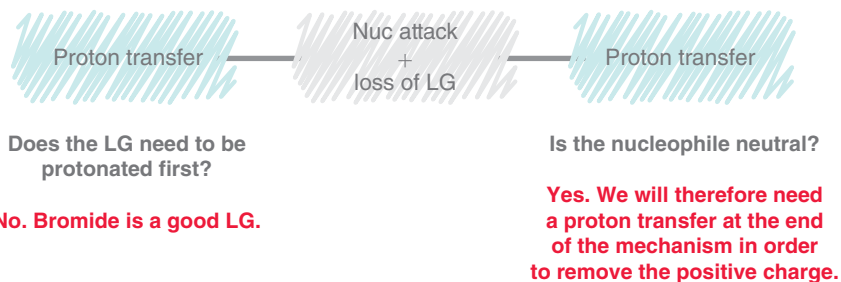 Proton transfer
Nuc attack
+
loss of LG
Proton transfer
Does the LG need to be
protonated first?
No. Bromide is a good LG.
Is the nucleophile neutral?
Yes. We will therefore need
a proton transfer at the end
of the mechanism in order
to remove the positive charge.